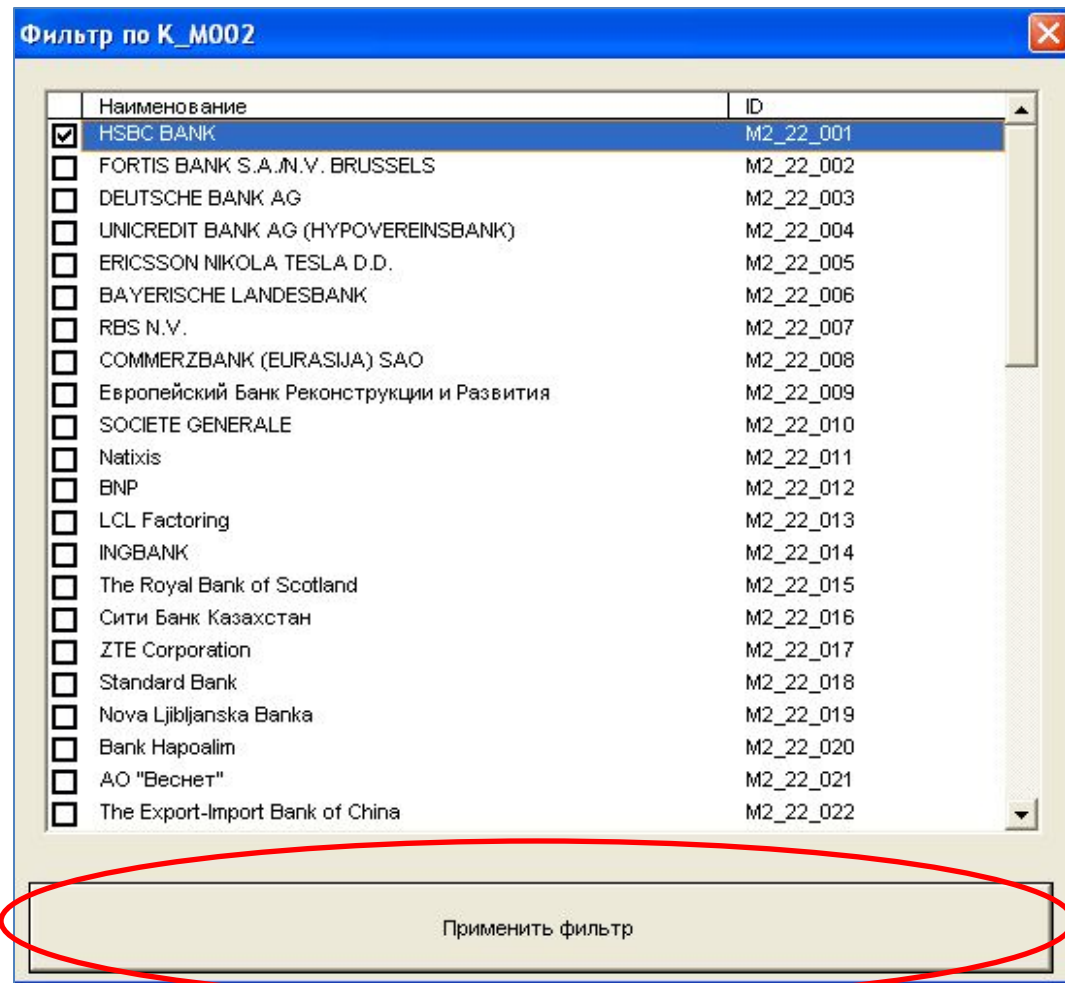 Фильтр по K_M002
Наименование ID
HSBC BANK M2_22_001
FORTIS BANK S.A./N.V. BRUSSELS M2_22_002
DEUTSCHE BANK AG M2_22_003
UNICREDIT BANK AG (HYPOVEREINSBANK) M2_22_004
ERICSSON NIKOLA TESLA D.D. M2_22_005
BAYERISCHE LANDESBANK M2_22_006
RBS N.V. M2_22_007
COMMERZBANK (EURASIJA) SAO M2_22_008
Европейский Банк Реконструкции и Развития M2_22_009
SOCIETE GENERALE M2_22_010
Natixis M2_22_011
BNP M2_22_012
LCL Factoring M2_22_013
INGBANK M2_22_014
The Royal Bank of Scotland M2_22_015
Сити Банк Казахстан M2_22_016
ZTE Corporation M2_22_017
Standard Bank M2_22_018
Nova Ljibljanska Banka M2_22_019
Bank Hapoalim M2_22_020
АО "Веснет" M2_22_021
The Export-Import Bank of China M2_22_022
Применить фильтр